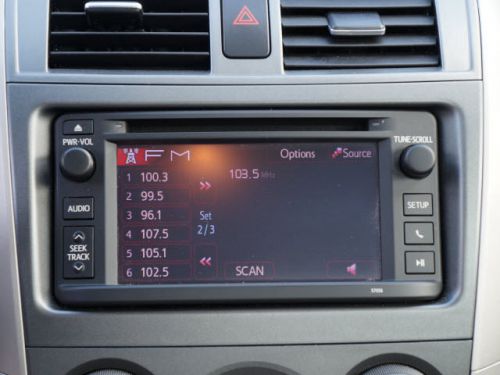 PWR-VOL
FM
Options
Source
TUNE-SCROLL
1 100.3
103.5 MHz
2 99.5
AUDIO
3 96.1
Set
SETUP
4 107.5
2/3
SEEK
TRACK
5 105.1
6 102.5
SCAN
57056